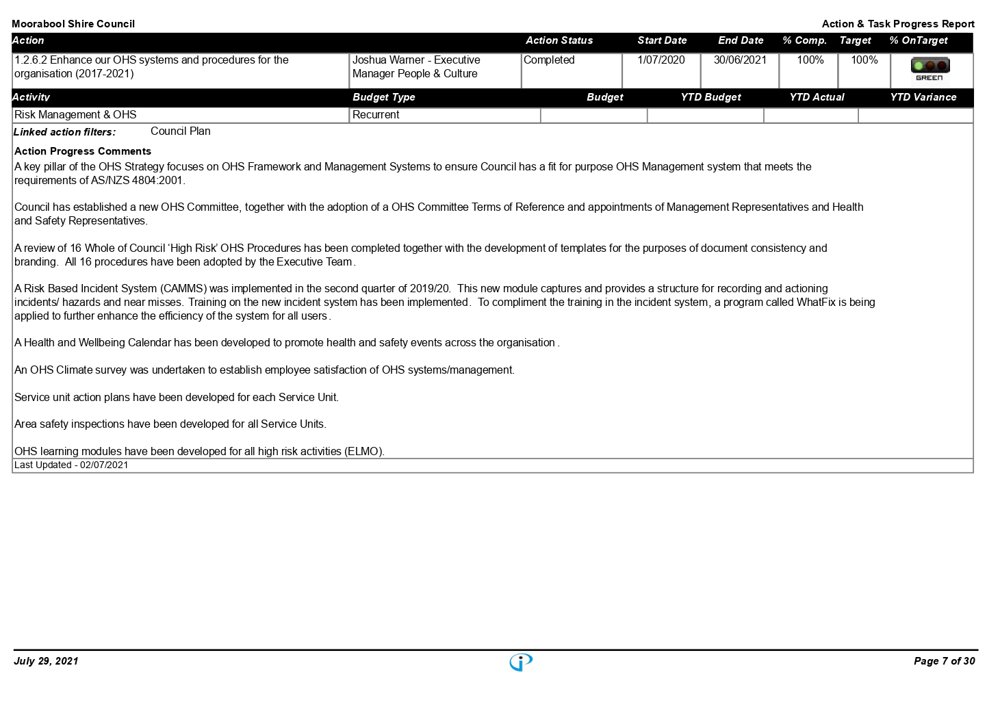 Moorabool Shire Council Action & Task Progress Report
Action Action Status Start Date End Date % Comp. Target % OnTarget
1.2.6.2 Enhance our OHS systems and procedures for the Joshua Warner - Executive Completed 1/07/2020 30/06/2021 100% 100%
organisation (2017-2021) Manager People & Culture
GREEN
Activity Budget Type Budget YTD Budget YTD Actual YTD Variance
Risk Management & OHS Recurrent
Linked action filters: Council Plan
Action Progress Comments
A key pillar of the OHS Strategy focuses on OHS Framework and Management Systems to ensure Council has a fit for purpose OHS Management system that meets the
requirements of AS/NZS 4804:2001.
Council has established a new OHS Committee, together with the adoption of a OHS Committee Terms of Reference and appointments of Management Representatives and Health
and Safety Representatives.
A review of 16 Whole of Council ‘High Risk’ OHS Procedures has been completed together with the development of templates for the purposes of document consistency and
branding.  All 16 procedures have been adopted by the Executive Team.
A Risk Based Incident System (CAMMS) was implemented in the second quarter of 2019/20.  This new module captures and provides a structure for recording and actioning
incidents/ hazards and near misses.  Training on the new incident system has been implemented.  To compliment the training in the incident system, a program called WhatFix is being
applied to further enhance the efficiency of the system for all users.
A Health and Wellbeing Calendar has been developed to promote health and safety events across the organisation.
An OHS Climate survey was undertaken to establish employee satisfaction of OHS systems/management.
Service unit action plans have been developed for each Service Unit.
Area safety inspections have been developed for all Service Units.
OHS learning modules have been developed for all high risk activities (ELMO).
Last Updated - 02/07/2021
July 29, 2021 Page 7 of 30